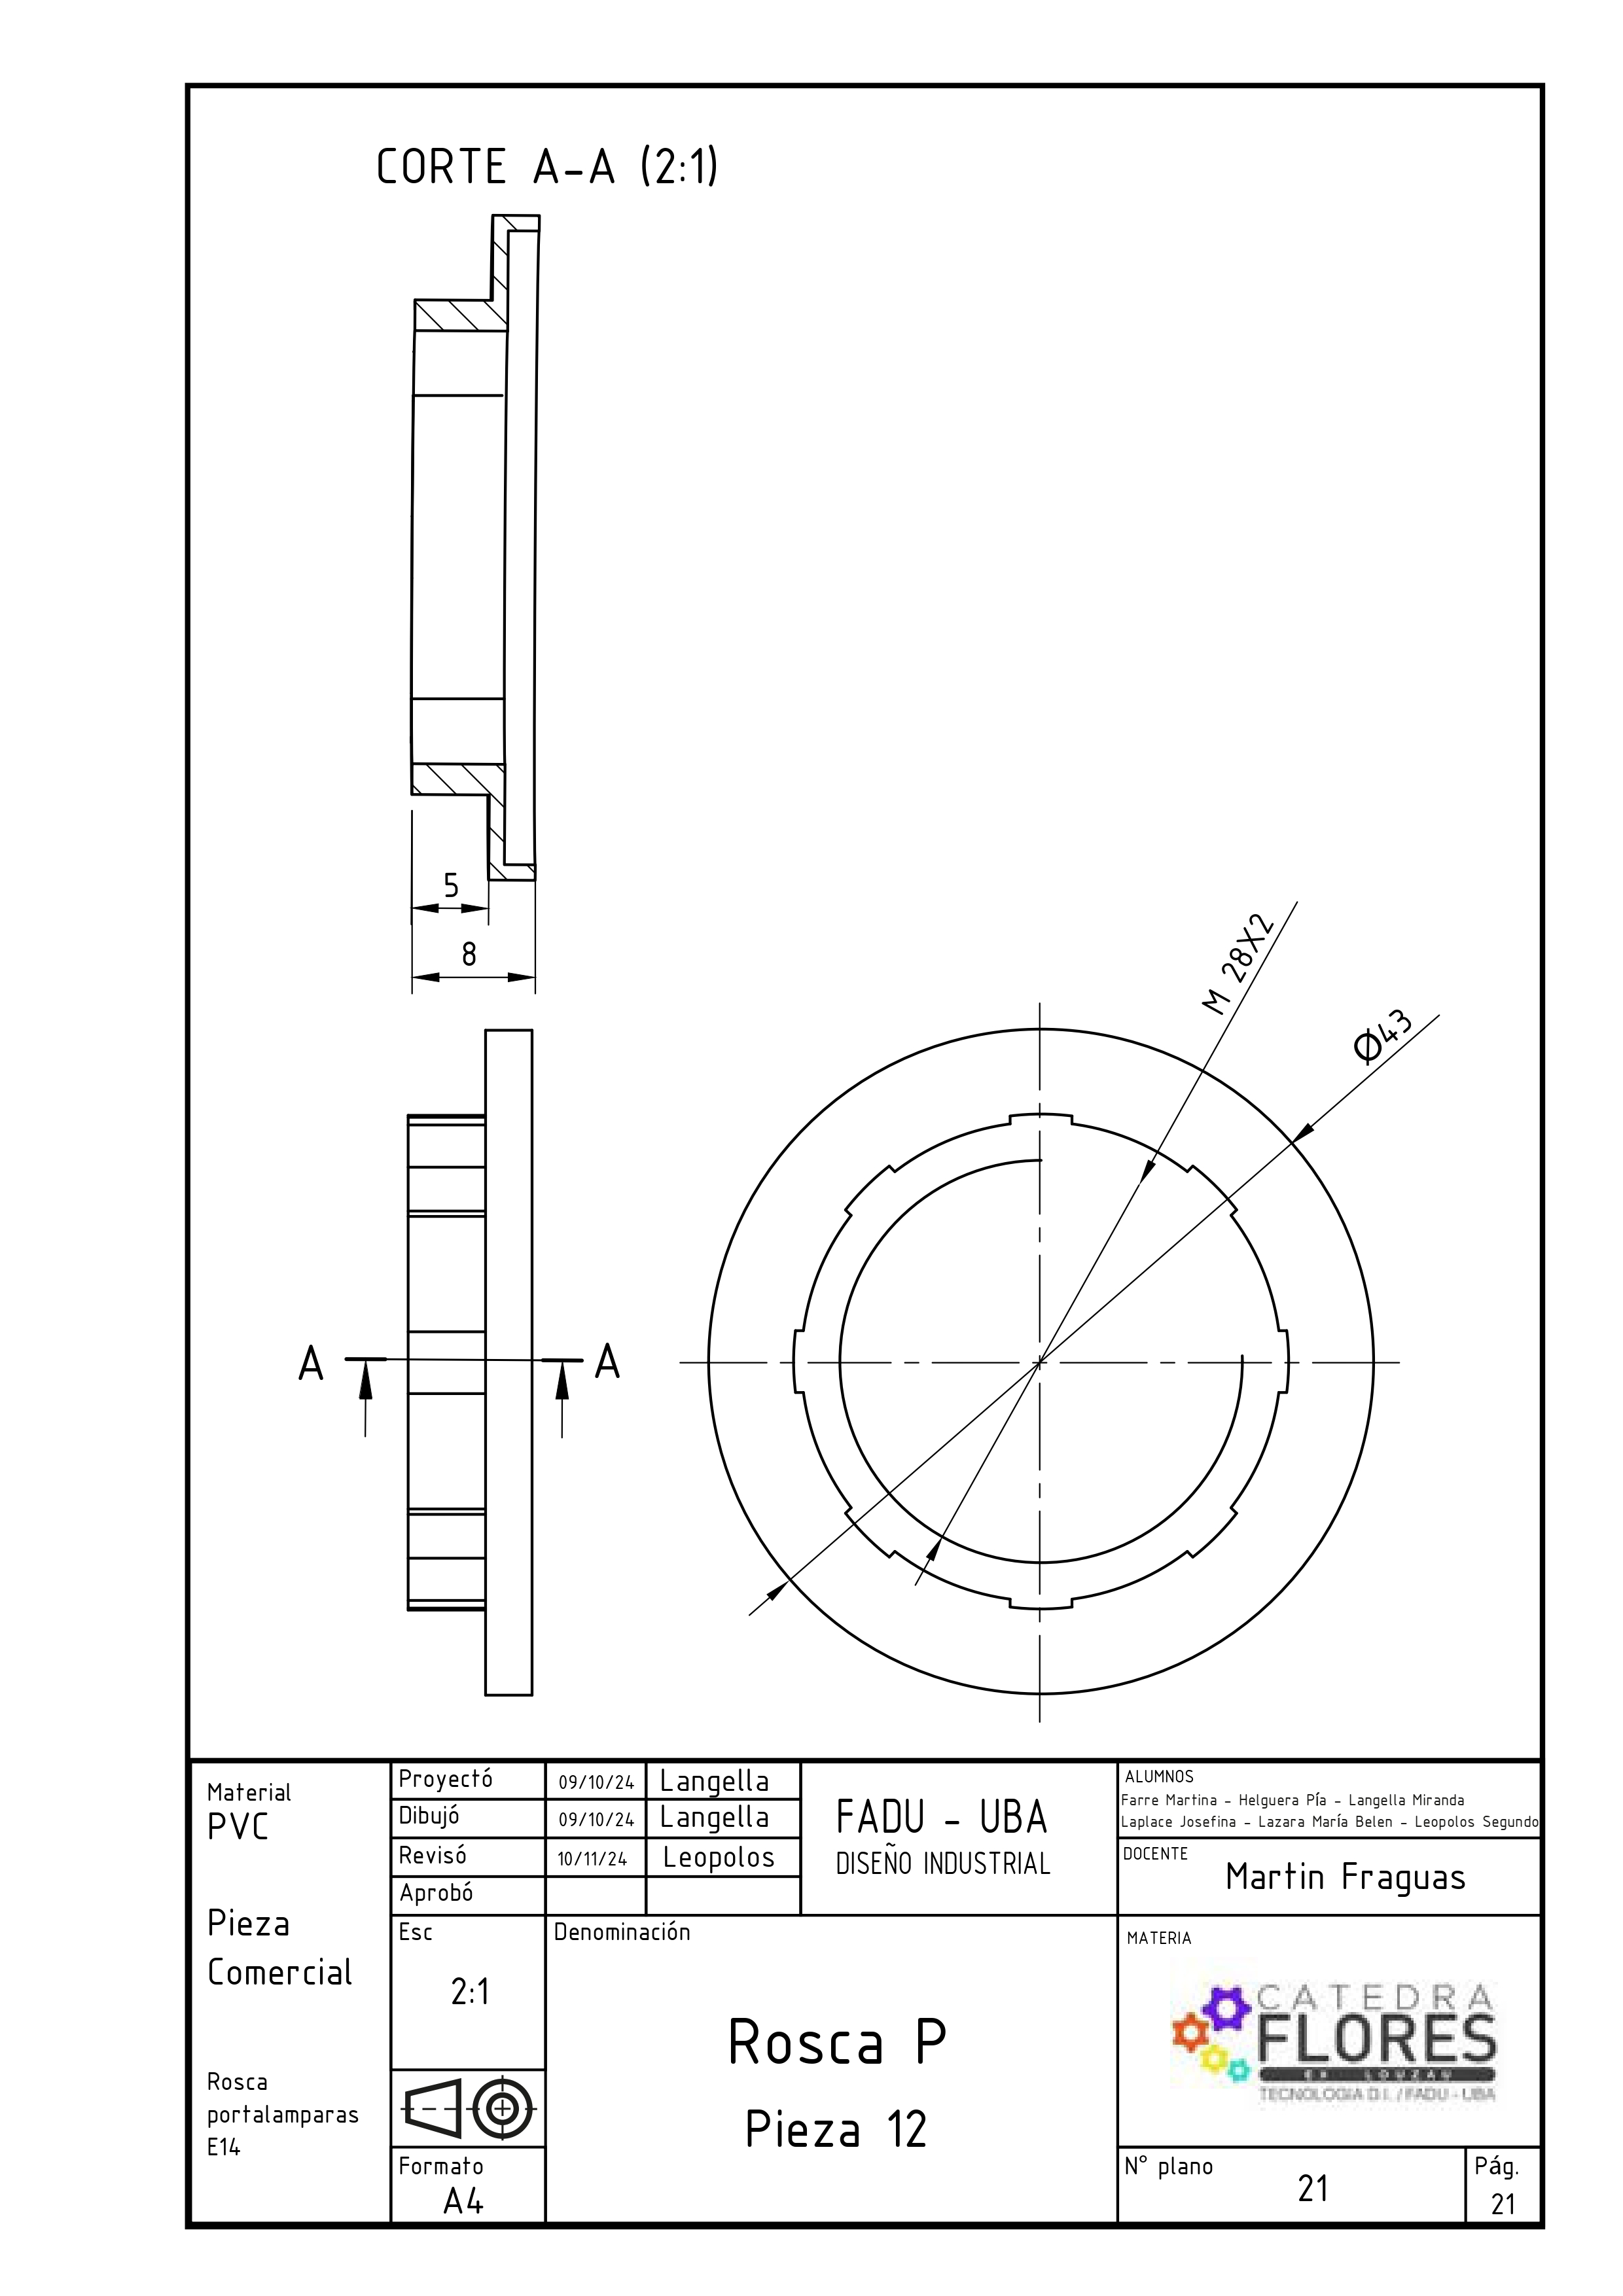 CORTE A-A (2:1)
5
8
M 28X2
Ø43
A
A
Material
PVC
Pieza
Comercial
Rosca
portalamparas
E14
Proyectó 09/10/24 Langella
Dibujó 09/10/24 Langella
Revisó 10/11/24 Leopolos
Aprobó
Esc
2:1
Formato
A4
FADU - UBA
DISEÑO INDUSTRIAL
Denominación
Rosca P
Pieza 12
ALUMNOS
Farre Martina - Helguera Pía - Langella Miranda
Laplace Josefina - Lazara María Belen - Leopolos Segundo
DOCENTE
Martin Fraguas
MATERIA
CATEDRA
FLORES
EX LOUZAU
TECNOLOGIA D.I. / FADU - UBA
N° plano
21
Pág.
21